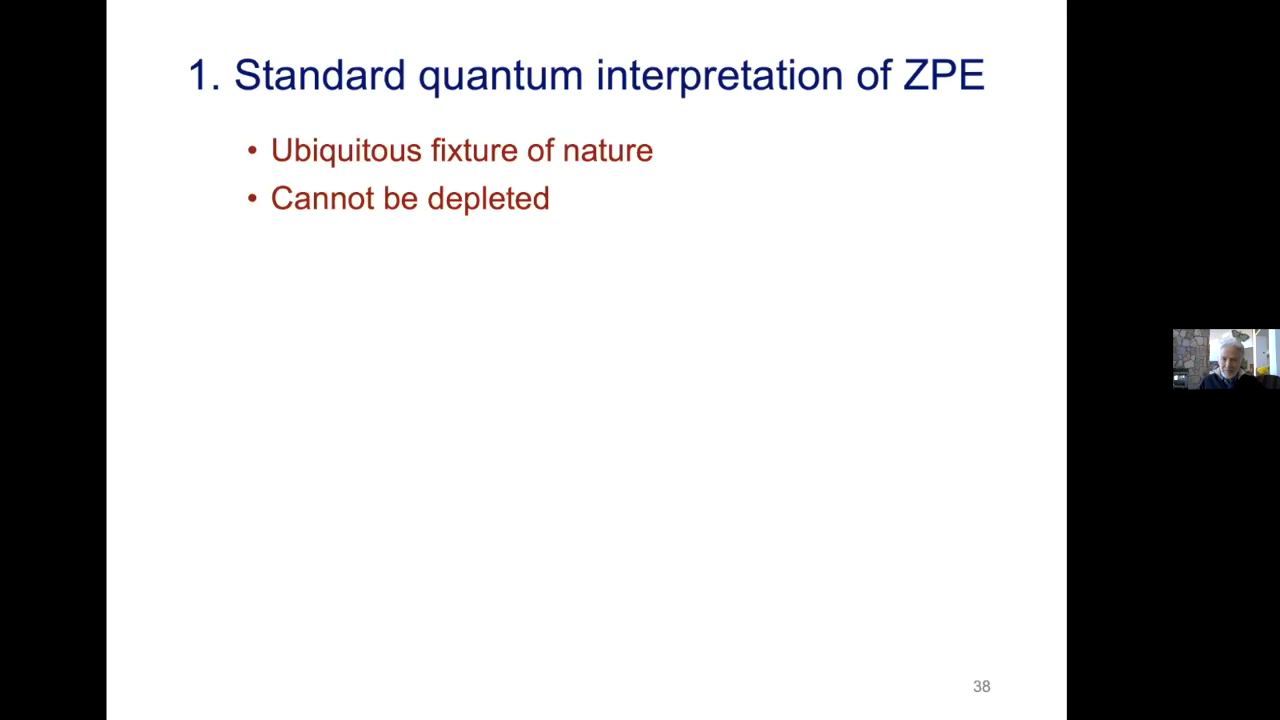 1. Standard quantum interpretation of ZPE
• Ubiquitous fixture of nature
• Cannot be depleted
38